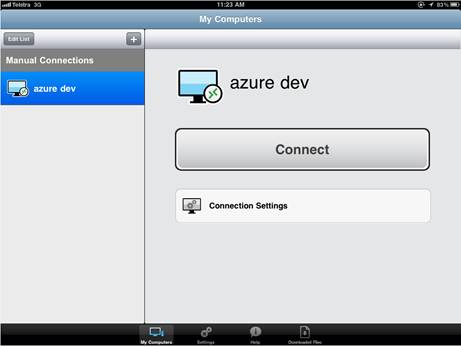 Telstra 3G 11:23 AM 83%
My Computers
Edit List +
Manual Connections
azure dev
azure dev
Connect
Connection Settings
My Computers Settings Help Downloaded Files